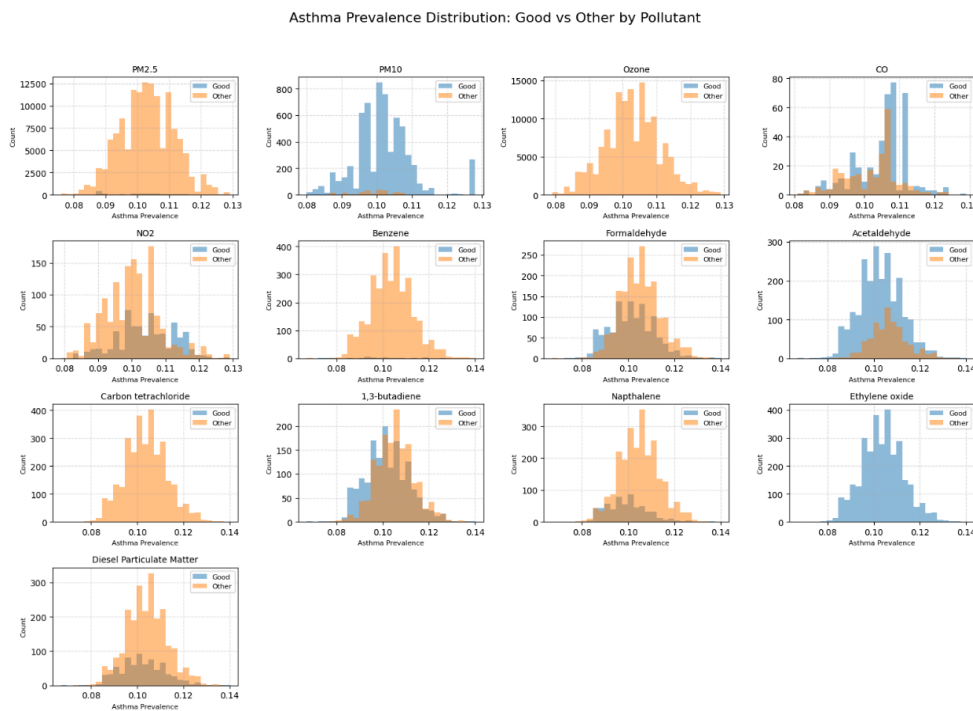 Asthma Prevalence Distribution: Good vs Other by Pollutant
PM2.5
Good
Other
Count
12500
10000
7500
5000
2500
0
0.08 0.09 0.10 0.11 0.12 0.13
Asthma Prevalence
PM10
Good
Other
Count
800
600
400
200
0
0.08 0.09 0.10 0.11 0.12 0.13
Asthma Prevalence
Ozone
Good
Other
Count
15000
10000
5000
0
0.08 0.09 0.10 0.11 0.12 0.13
Asthma Prevalence
CO
Good
Other
Count
80
60
40
20
0
0.08 0.09 0.10 0.11 0.12 0.13
Asthma Prevalence
NO2
Good
Other
Count
150
100
50
0
0.08 0.09 0.10 0.11 0.12 0.13
Asthma Prevalence
Benzene
Good
Other
Count
400
300
200
100
0
0.08 0.10 0.12 0.14
Asthma Prevalence
Formaldehyde
Good
Other
Count
250
200
150
100
50
0
0.08 0.10 0.12 0.14
Asthma Prevalence
Acetaldehyde
Good
Other
Count
300
200
100
0
0.08 0.10 0.12 0.14
Asthma Prevalence
Carbon tetrachloride
Good
Other
Count
400
300
200
100
0
0.08 0.10 0.12 0.14
Asthma Prevalence
1,3-butadiene
Good
Other
Count
200
150
100
50
0
0.08 0.10 0.12 0.14
Asthma Prevalence
Napthalene
Good
Other
Count
300
200
100
0
0.08 0.10 0.12 0.14
Asthma Prevalence
Ethylene oxide
Good
Other
Count
400
300
200
100
0
0.08 0.10 0.12 0.14
Asthma Prevalence
Diesel Particulate Matter
Good
Other
Count
300
200
100
0
0.08 0.10 0.12 0.14
Asthma Prevalence